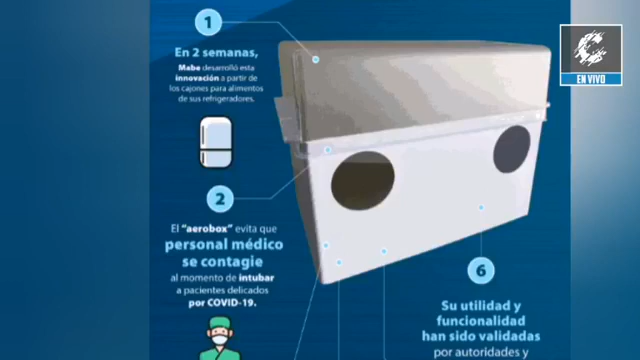 1
En 2 semanas,
Mabe desarrolló esta
innovación a partir de
los cajones para alimentos
de sus refrigeradores.
2
El "aerobox" evita que
personal médico
se contagie
al momento de intubar
a pacientes delicados
por COVID-19.
6
Su utilidad y
funcionalidad
han sido validadas
por autoridades y
EN VIVO